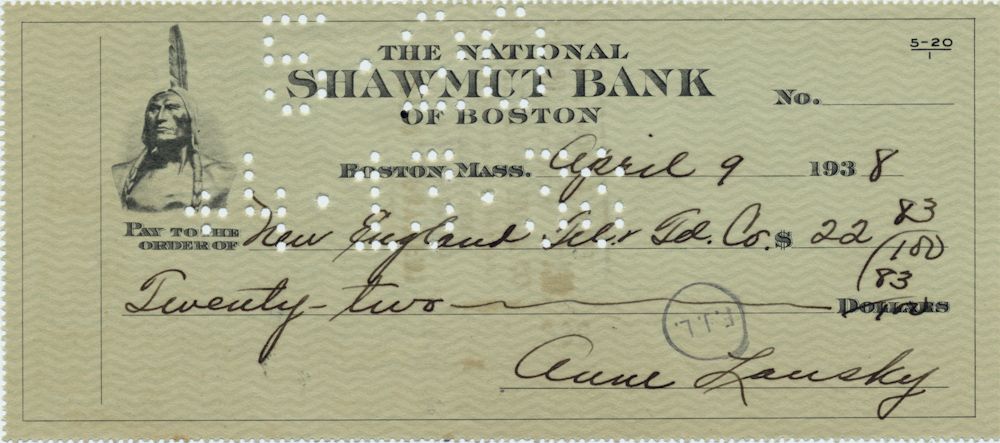 THE NATIONAL
SHAWMUT BANK
OF BOSTON
5-20
1
No.
BOSTON, MASS. April 9 1938
PAY TO THE
ORDER OF New England Tel & Tel. Co. $ 22 83/100
Twenty-two 83/100 DOLLARS
F.J.L.
Anne Lansky